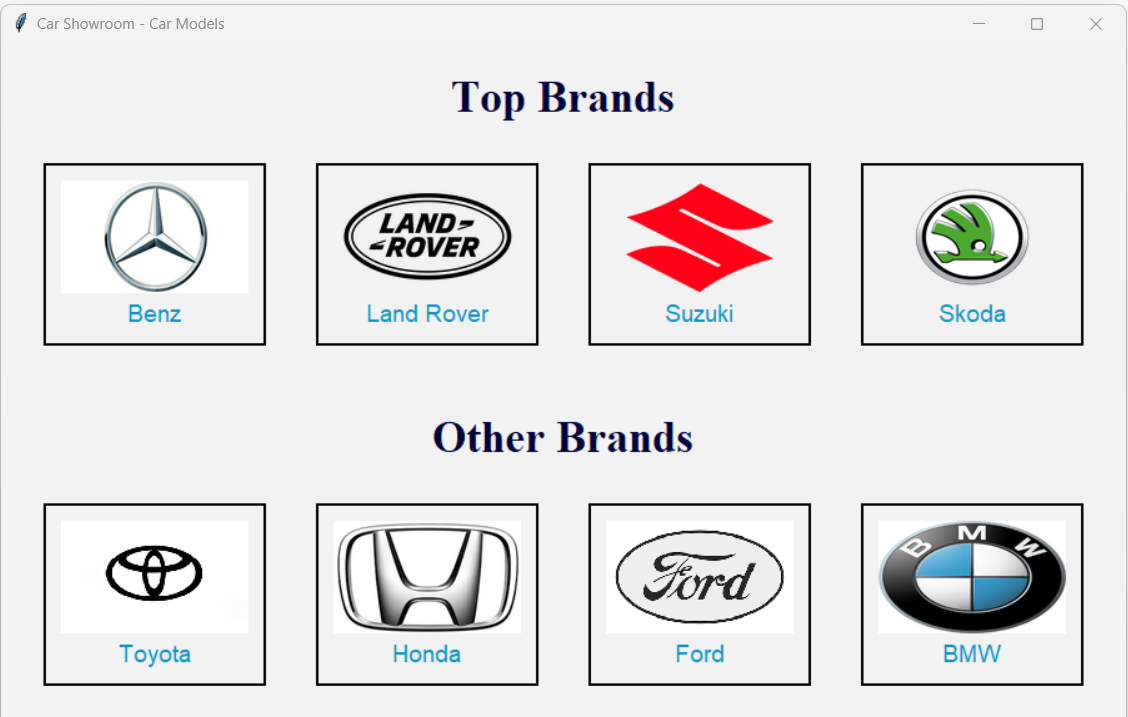 Car Showroom - Car Models
Top Brands
LAND
ROVER
Benz
Land Rover
Suzuki
Skoda
Other Brands
Ford
BMW
Toyota
Honda
Ford
BMW